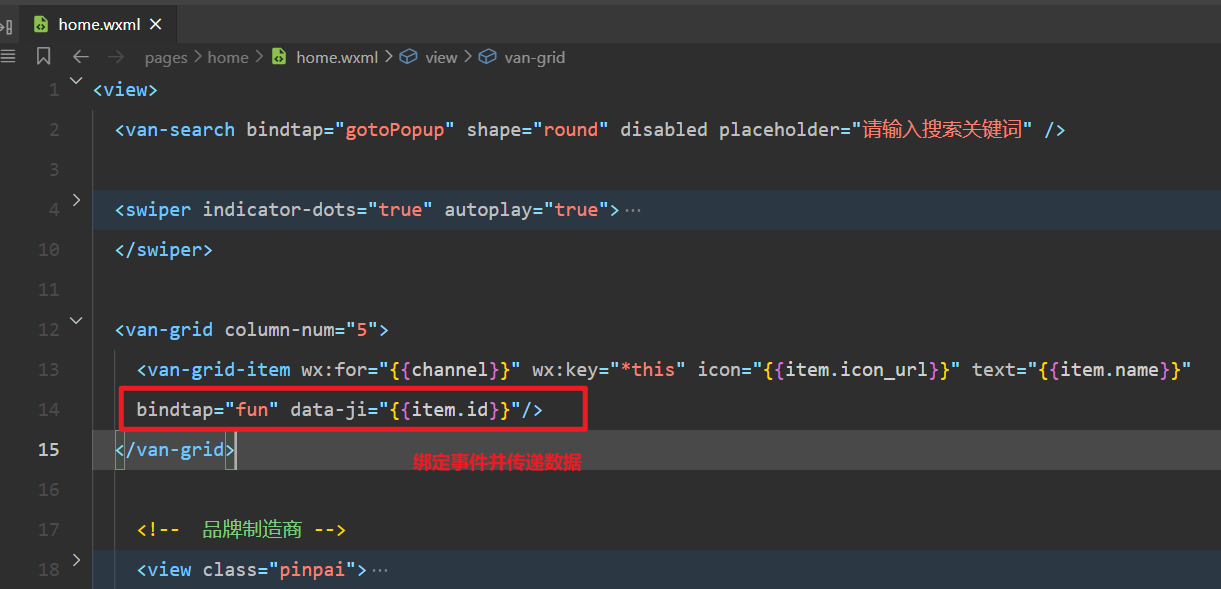 home.wxml
pages home home.wxml view van-grid
1 <view>
2 <van-search bindtap="gotoPopup" shape="round" disabled placeholder="请输入搜索关键词" />
3
4 <swiper indicator-dots="true" autoplay="true">···
10 </swiper>
11
12 <van-grid column-num="5">
13 <van-grid-item wx:for="{{channel}}" wx:key="*this" icon="{{item.icon_url}}" text="{{item.name}}"
14 bindtap="fun" data-ji="{{item.id}}"/>
15 </van-grid>
绑定事件并传递数据
16
17 <!-- 品牌制造商 -->
18 <view class="pinpai">···